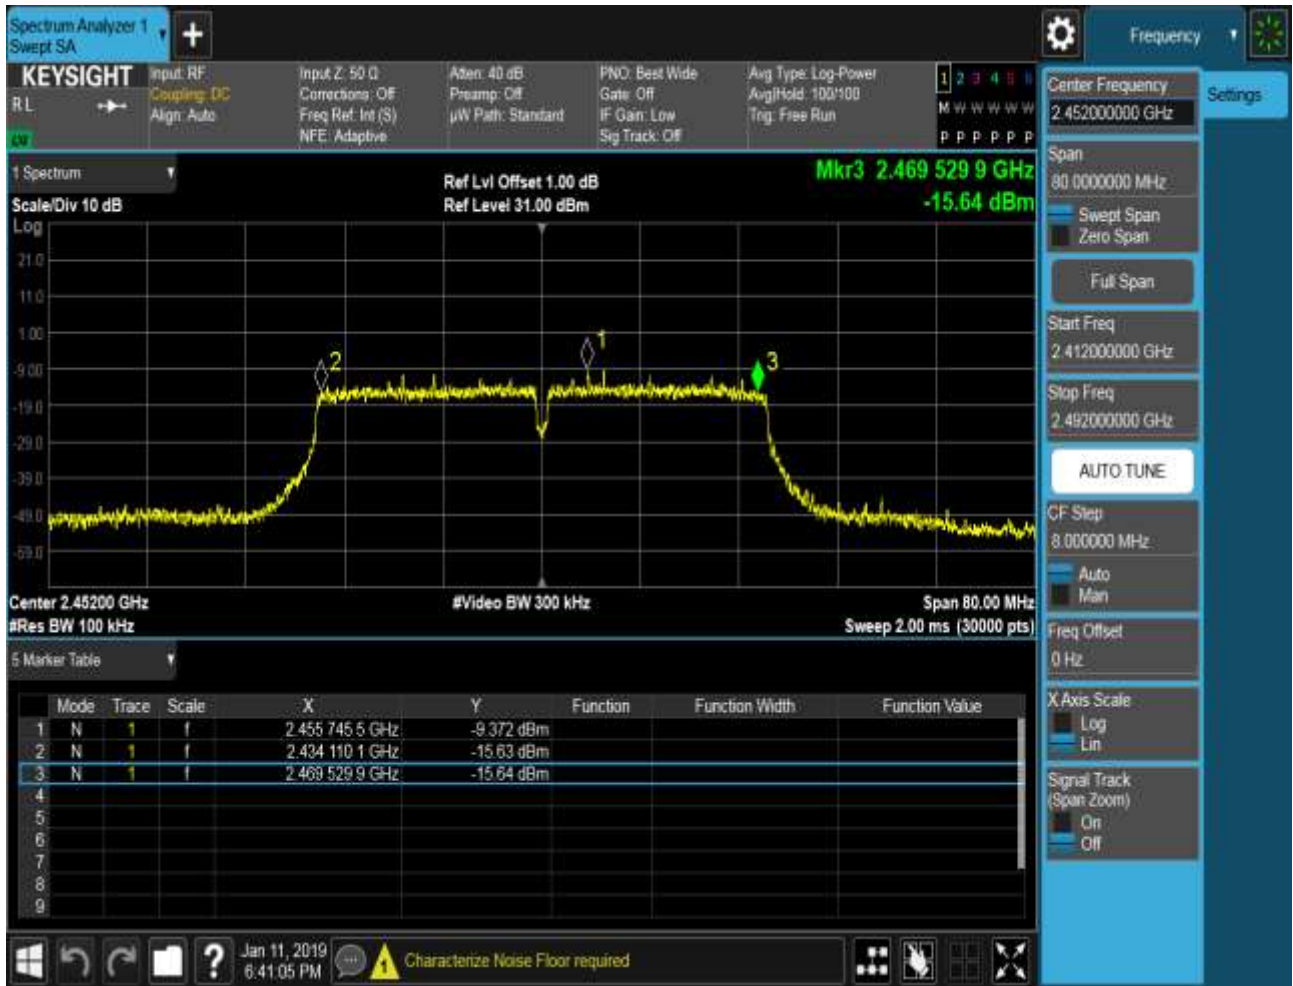 Spectrum Analyzer 1
Swept SA
Frequency
KEYSIGHT
R L
Input: RF
Coupling: DC
Align: Auto
Input Z: 50 Ω
Corrections: Off
Freq Ref: Int (S)
NFE: Adaptive
Atten: 40 dB
Preamp: Off
µW Path: Standard
PNO: Best Wide
Gate: Off
IF Gain: Low
Sig Track: Off
Avg Type: Log-Power
Avg|Hold: 100/100
Trig: Free Run
1 2 3 4 5 6
M W W W W W
P P P P P P
1 Spectrum
Scale/Div 10 dB
Ref Lvl Offset 1.00 dB
Ref Level 31.00 dBm
Mkr3 2.469 529 9 GHz
-15.64 dBm
Log
21.0
11.0
1.00
-9.00
-19.0
-29.0
-39.0
-49.0
-59.0
2
1
3
Center 2.45200 GHz
#Res BW 100 kHz
#Video BW 300 kHz
Span 80.00 MHz
Sweep 2.00 ms (30000 pts)
5 Marker Table
Mode Trace Scale X Y Function Function Width Function Value
1 N 1 f 2.455 745 5 GHz -9.372 dBm
2 N 1 f 2.434 110 1 GHz -15.63 dBm
3 N 1 f 2.469 529 9 GHz -15.64 dBm
4
5
6
7
8
9
Jan 11, 2019
6:41:05 PM
Characterize Noise Floor required
Center Frequency
2.452000000 GHz
Settings
Span
80.0000000 MHz
Swept Span
Zero Span
Full Span
Start Freq
2.412000000 GHz
Stop Freq
2.492000000 GHz
AUTO TUNE
CF Step
8.000000 MHz
Auto
Man
Freq Offset
0 Hz
X Axis Scale
Log
Lin
Signal Track
(Span Zoom)
On
Off